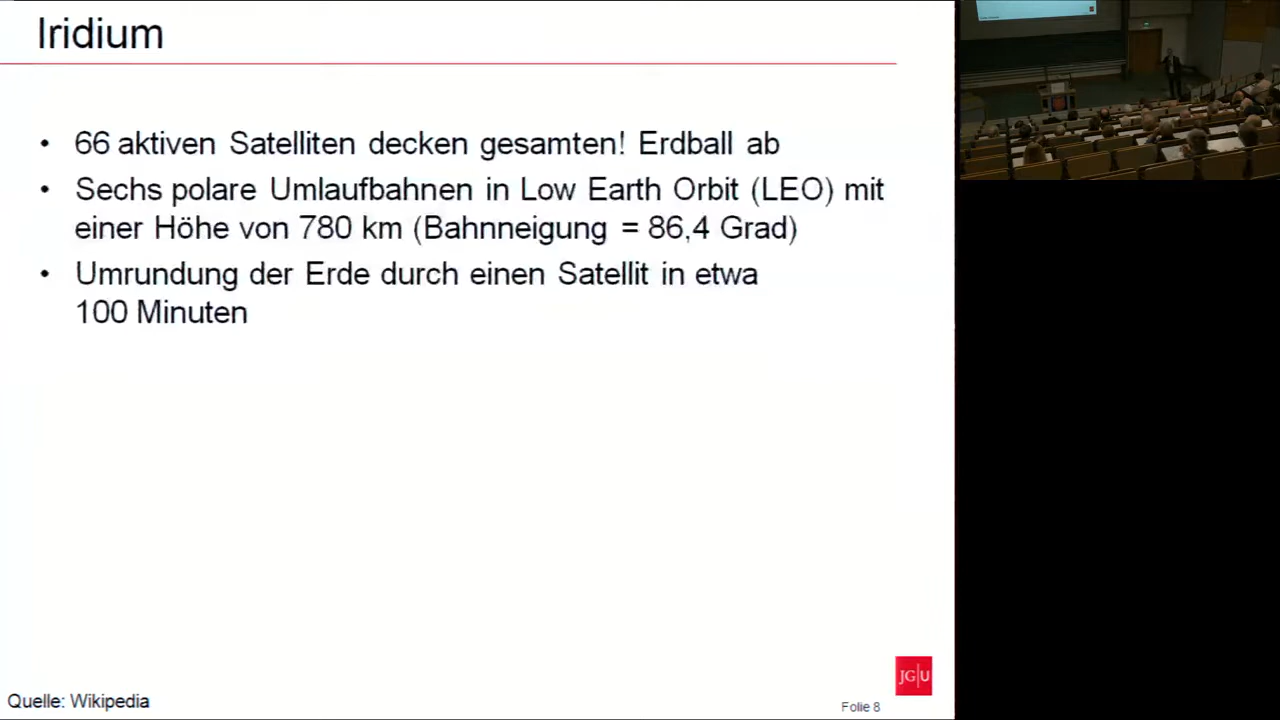 Iridium
• 66 aktiven Satelliten decken gesamten! Erdball ab
• Sechs polare Umlaufbahnen in Low Earth Orbit (LEO) mit
einer Höhe von 780 km (Bahnneigung = 86,4 Grad)
• Umrundung der Erde durch einen Satellit in etwa
100 Minuten
JG|U
Quelle: Wikipedia
Folie 8